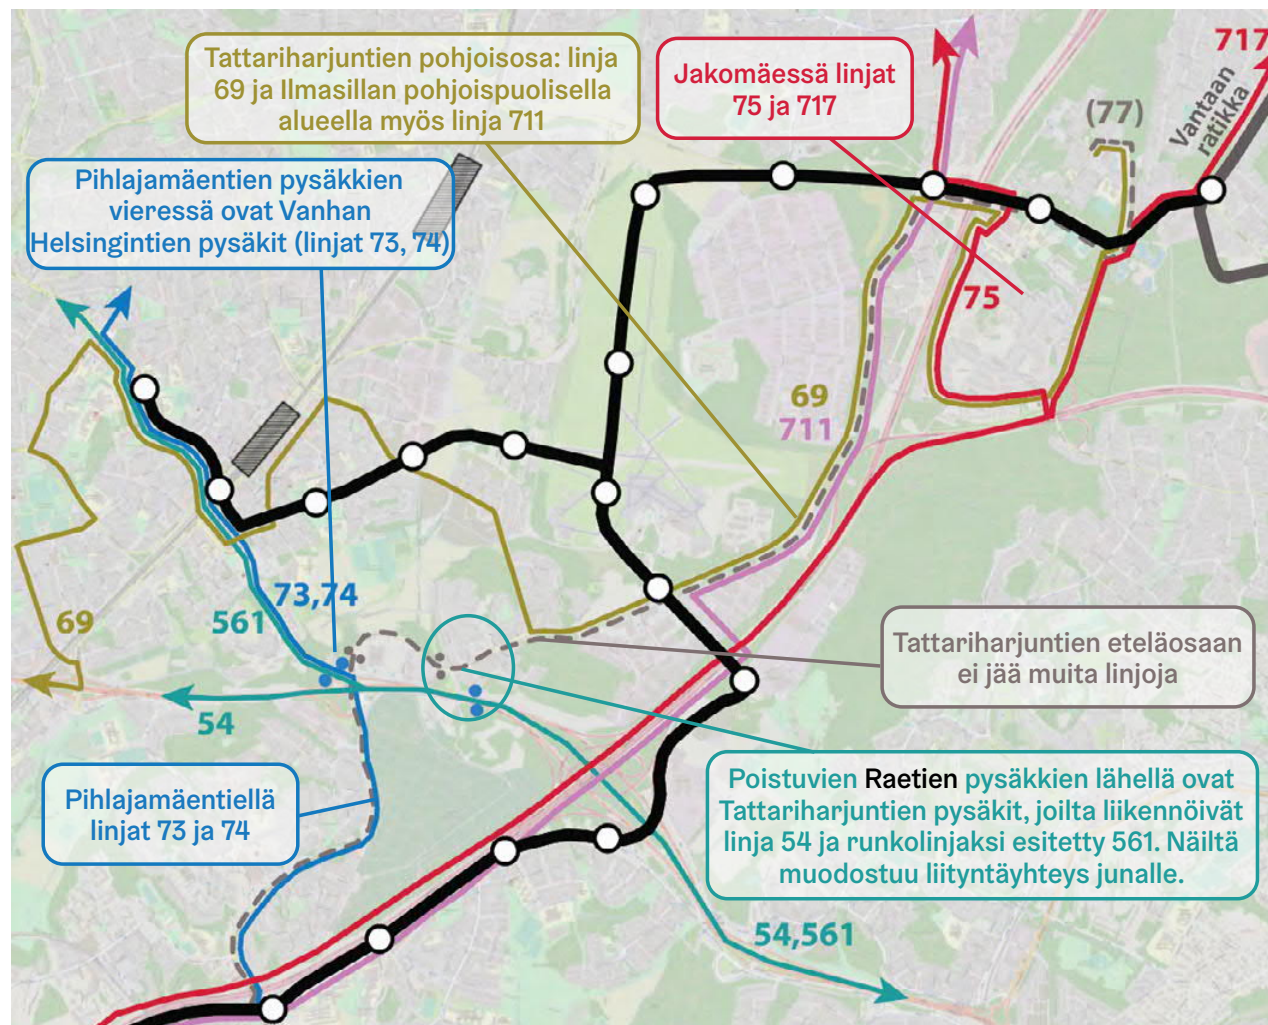 Tattariharjuntien pohjoisosa: linja
69 ja Ilmasillan pohjoispuolisella
alueella myös linja 711
Jakomäessä linjat
75 ja 717
717
Vantaan
ratikka
(77)
Pihlajamäentien pysäkkien
vieressä ovat Vanhan
Helsingintien pysäkit (linjat 73, 74)
75
69
711
73,74
561
69
54
Tattariharjuntien eteläosaan
ei jää muita linjoja
Pihlajamäentiellä
linjat 73 ja 74
Poistuvien Raetien pysäkkien lähellä ovat
Tattariharjuntien pysäkit, joilta liikennöivät
linja 54 ja runkolinjaksi esitetty 561. Näiltä
muodostuu liityntäyhteys junalle.
54,561